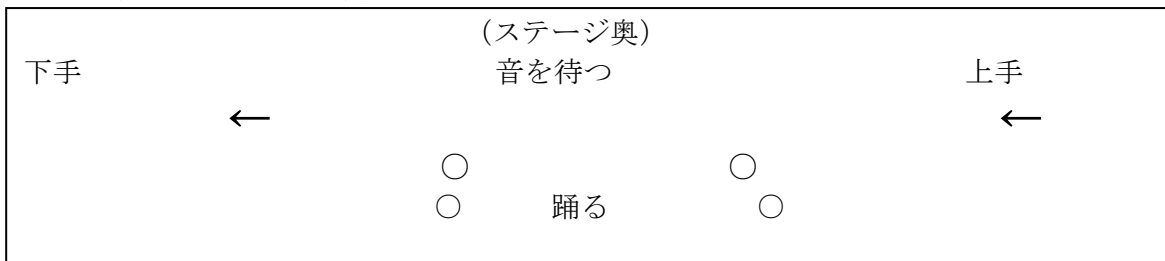 （ステージ奥）
下手 音を待つ 上手
← ←
○ ○
○ 踊る ○